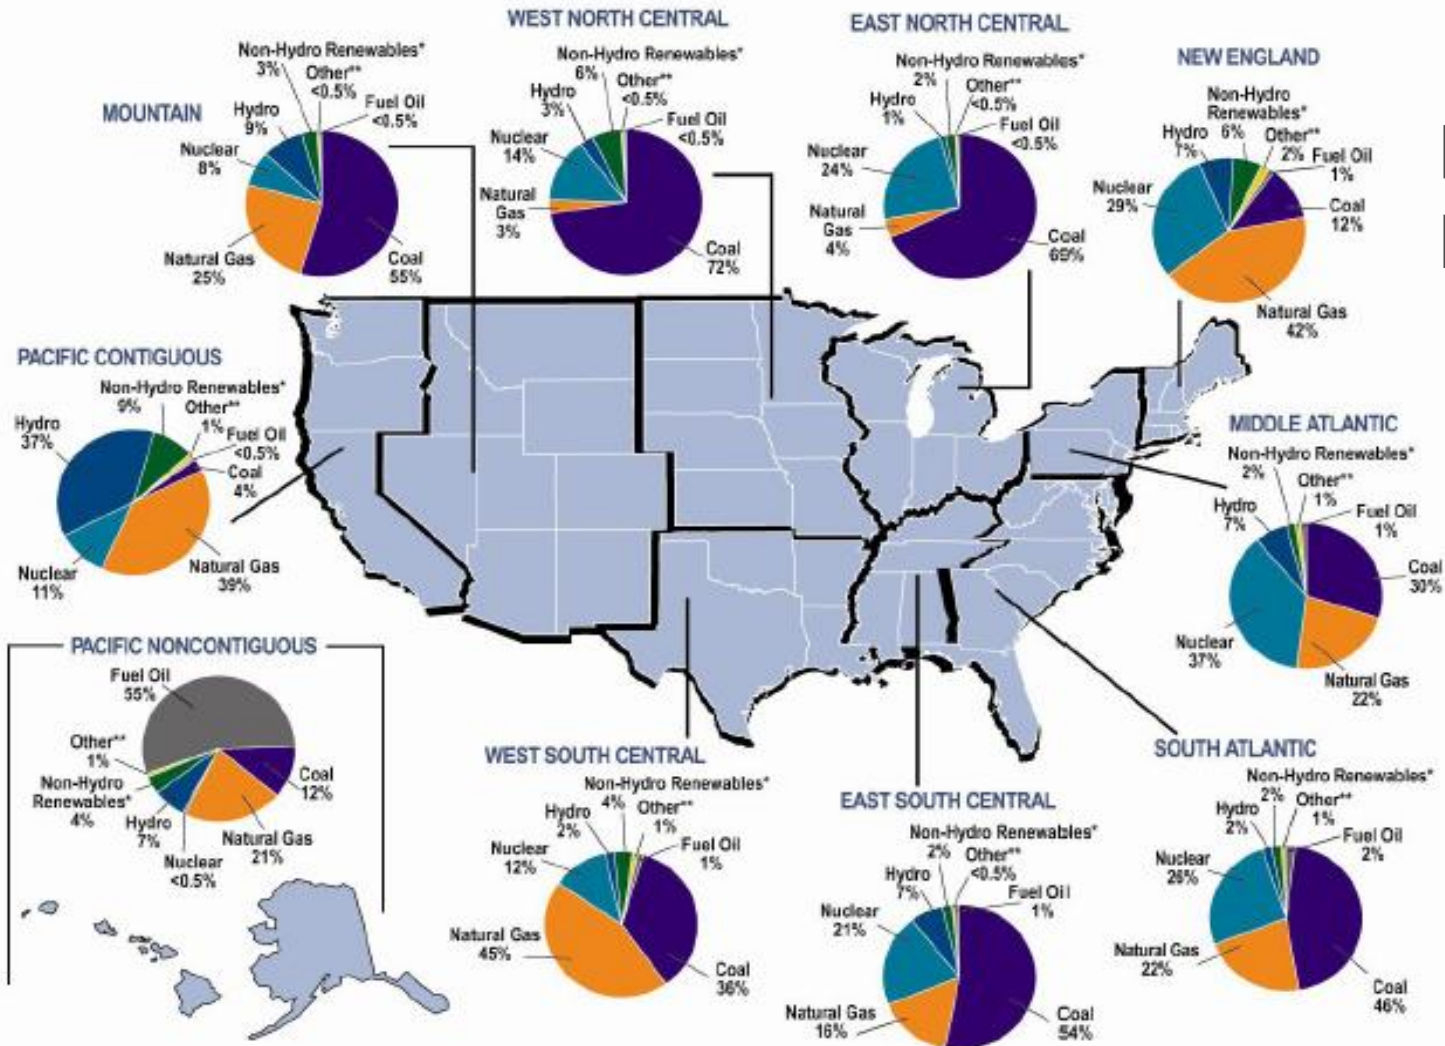 WEST NORTH CENTRAL
Non-Hydro Renewables*
6%
Other**
<0.5%
Hydro
3%
Fuel Oil
<0.5%
Nuclear
14%
Natural
Gas
3%
Coal
72%
EAST NORTH CENTRAL
Non-Hydro Renewables*
2%
Other**
<0.5%
Hydro
1%
Fuel Oil
<0.5%
Nuclear
24%
Natural
Gas
4%
Coal
69%
NEW ENGLAND
Non-Hydro
Renewables*
6%
Hydro
7%
Other**
2%
Fuel Oil
1%
Nuclear
29%
Coal
12%
Natural Gas
42%
MOUNTAIN
Non-Hydro Renewables*
3%
Other**
<0.5%
Hydro
9%
Fuel Oil
<0.5%
Nuclear
8%
Natural Gas
25%
Coal
55%
PACIFIC CONTIGUOUS
Non-Hydro Renewables*
9%
Hydro
37%
Other**
1%
Fuel Oil
<0.5%
Coal
4%
Natural Gas
39%
Nuclear
11%
MIDDLE ATLANTIC
Non-Hydro Renewables*
2%
Other**
1%
Hydro
7%
Fuel Oil
1%
Coal
30%
Nuclear
37%
Natural Gas
22%
PACIFIC NONCONTIGUOUS
Fuel Oil
55%
Other**
1%
Non-Hydro
Renewables*
4%
Hydro
7%
Nuclear
<0.5%
Natural Gas
21%
Coal
12%
WEST SOUTH CENTRAL
Non-Hydro Renewables*
4%
Other**
1%
Hydro
2%
Fuel Oil
1%
Nuclear
12%
Natural Gas
45%
Coal
36%
EAST SOUTH CENTRAL
Non-Hydro Renewables*
2%
Other**
<0.5%
Hydro
7%
Fuel Oil
1%
Nuclear
21%
Natural Gas
16%
Coal
54%
SOUTH ATLANTIC
Non-Hydro Renewables*
2%
Other**
1%
Hydro
2%
Fuel Oil
2%
Nuclear
26%
Natural Gas
22%
Coal
46%